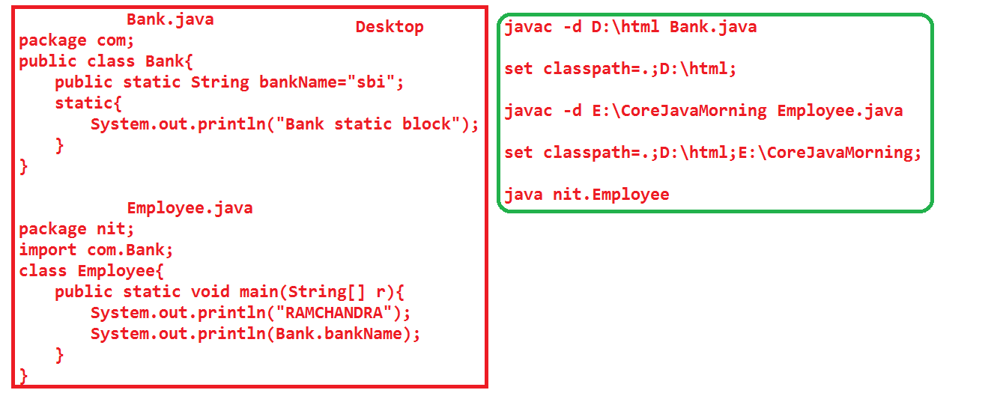 Bank.java
Desktop
package com;
public class Bank{
public static String bankName="sbi";
static{
System.out.println("Bank static block");
}
}
Employee.java
package nit;
import com.Bank;
class Employee{
public static void main(String[] r){
System.out.println("RAMCHANDRA");
System.out.println(Bank.bankName);
}
}
javac -d D:\html Bank.java
set classpath=.;D:\html;
javac -d E:\CoreJavaMorning Employee.java
set classpath=.;D:\html;E:\CoreJavaMorning;
java nit.Employee